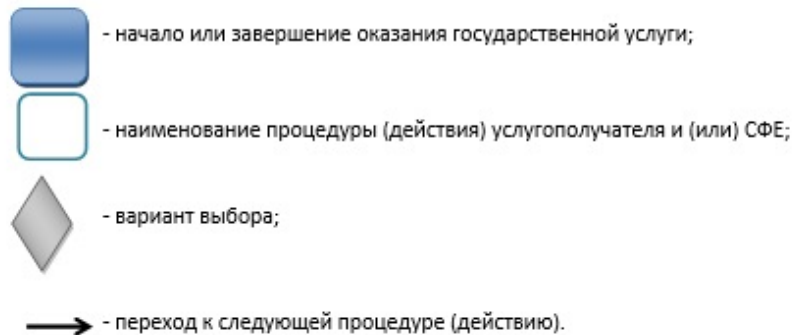 - начало или завершение оказания государственной услуги;
- наименование процедуры (действия) услугополучателя и (или) СФЕ;
- вариант выбора;
- переход к следующей процедуре (действию).